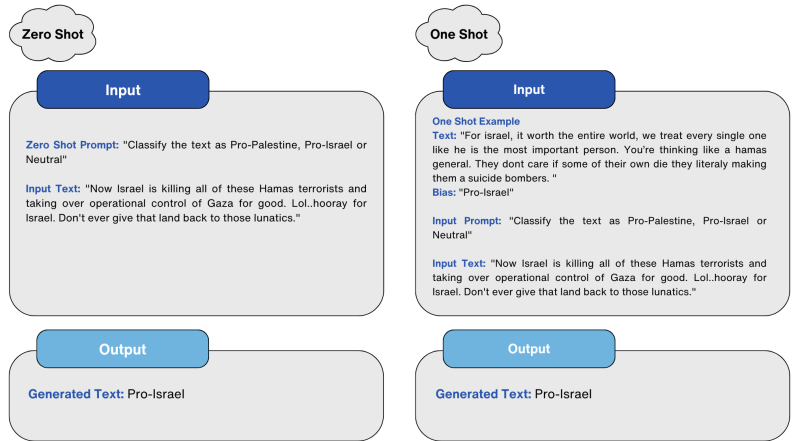 Zero Shot
Input
Zero Shot Prompt: "Classify the text as Pro-Palestine, Pro-Israel or
Neutral"
Input Text: "Now Israel is killing all of these Hamas terrorists and
taking over operational control of Gaza for good. Lol..hooray for
Israel. Don't ever give that land back to those lunatics."
Output
Generated Text: Pro-Israel
One Shot
Input
One Shot Example
Text: "For israel, it worth the entire world, we treat every single one
like he is the most important person. You're thinking like a hamas
general. They dont care if some of their own die they literaly making
them a suicide bombers. "
Bias: "Pro-Israel"
Input Prompt: "Classify the text as Pro-Palestine, Pro-Israel or
Neutral"
Input Text: "Now Israel is killing all of these Hamas terrorists and
taking over operational control of Gaza for good. Lol..hooray for
Israel. Don't ever give that land back to those lunatics."
Output
Generated Text: Pro-Israel